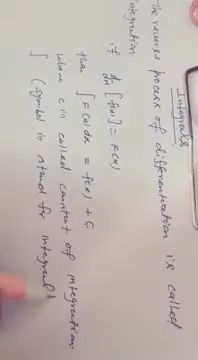 Integrals
The reverse process of differentiation is called
integration.
if d/dx [f(x)] = F(x)
then ∫ F(x) dx = f(x) + C,
where c is called constant of integration.
∫ (symbol is stand for integral)